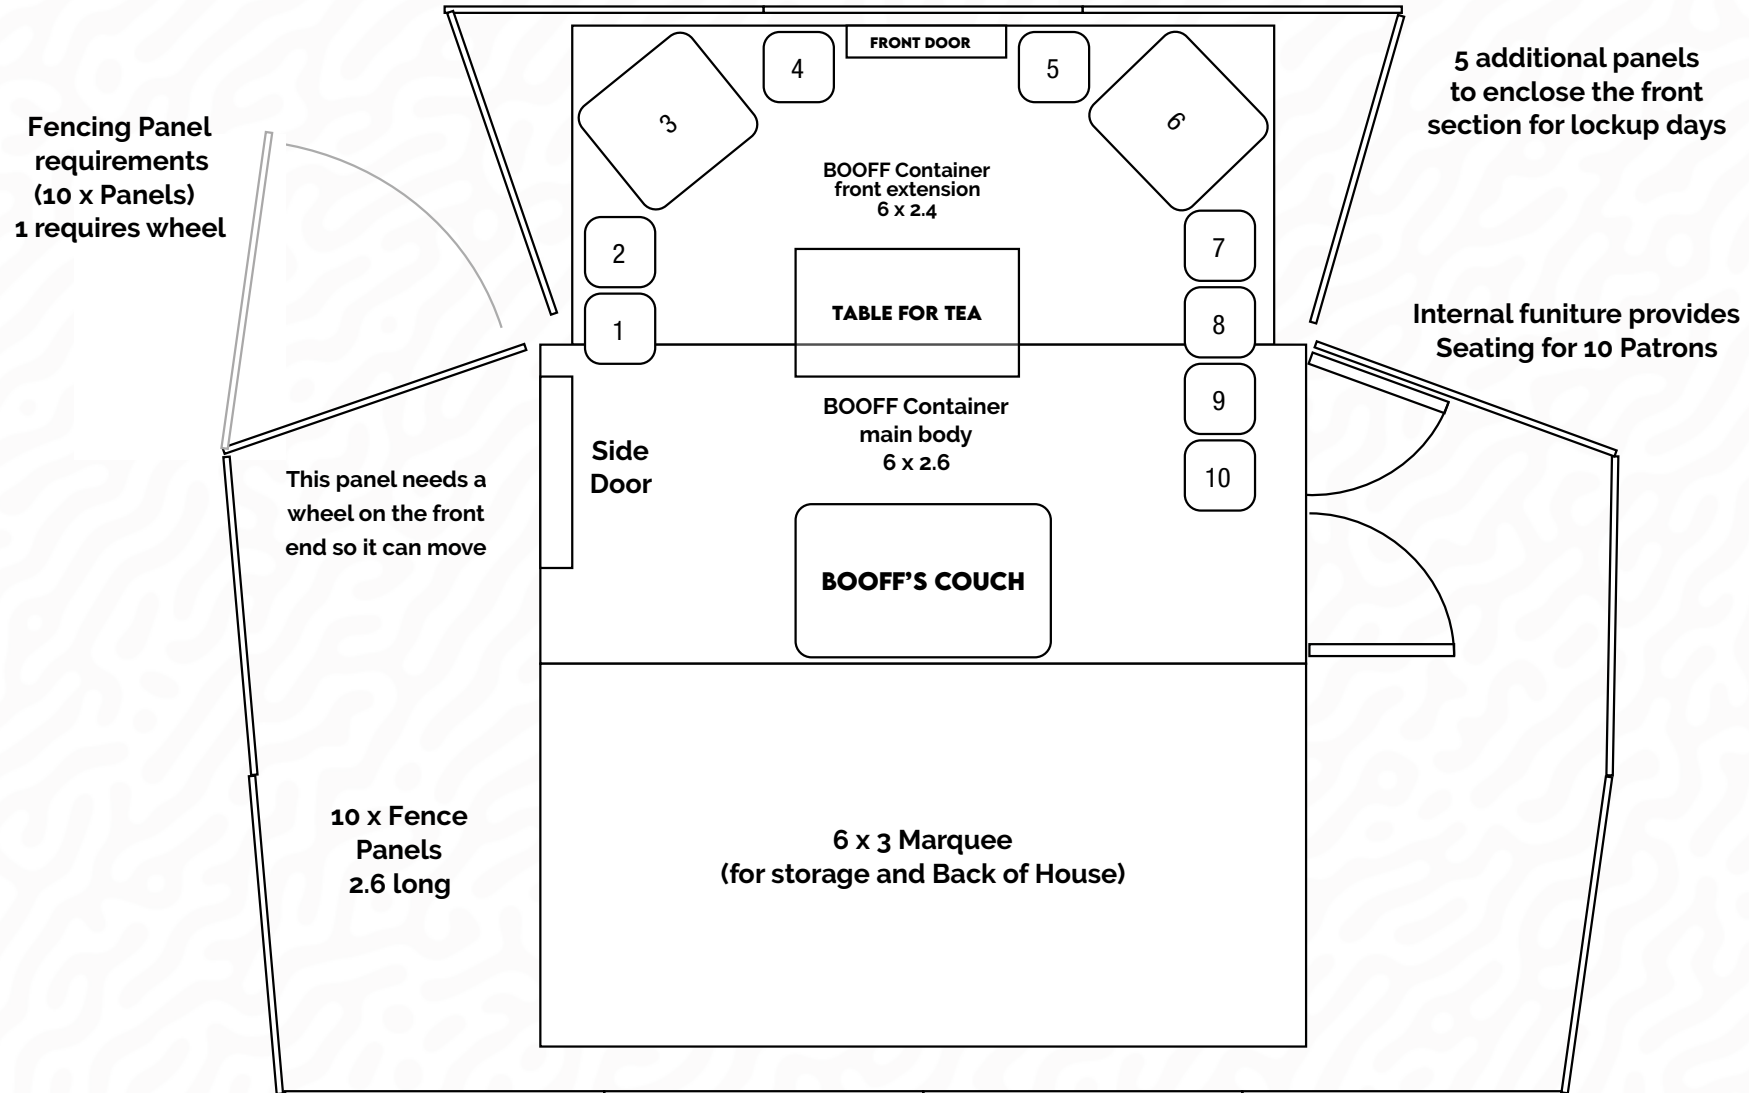 FRONT DOOR
4
5
3
6
5 additional panels
to enclose the front
section for lockup days
Fencing Panel
requirements
(10 x Panels)
1 requires wheel
BOOFF Container
front extension
6 x 2.4
2
7
1
TABLE FOR TEA
8
Internal funiture provides
Seating for 10 Patrons
9
BOOFF Container
main body
6 x 2.6
Side
Door
10
This panel needs a
wheel on the front
end so it can move
BOOFF'S COUCH
10 x Fence
Panels
2.6 long
6 x 3 Marquee
(for storage and Back of House)